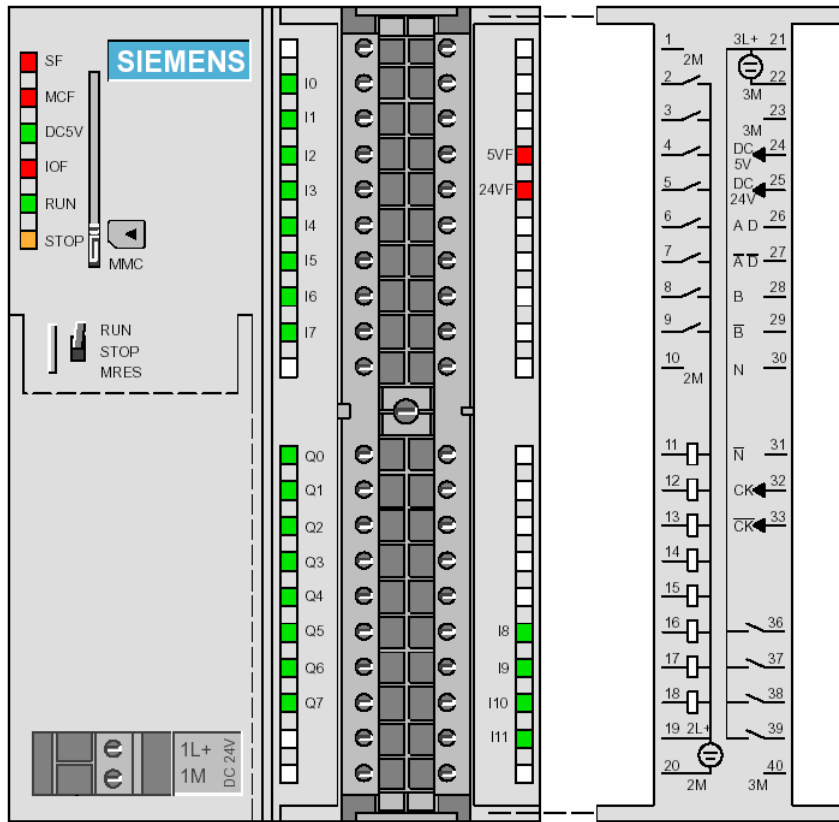 SF
SIEMENS
MCF
DC5V
IOF
RUN
STOP
MMC
RUN
STOP
MRES
1L+
1M
DC 24V
I0
I1
I2
I3
I4
I5
I6
I7
Q0
Q1
Q2
Q3
Q4
Q5
Q6
Q7
5VF
24VF
I8
I9
I10
I11
1
2M
2
3
4
5
6
7
8
9
10
2M
11
12
13
14
15
16
17
18
19 2L+
20
2M
3L+ 21
22
3M
23
3M
DC 24
5V
DC 25
24V
A D 26
A̅ D̅ 27
B 28
B̅ 29
N 30
N̅ 31
CK 32
C̅K̅ 33
36
37
38
39
40
3M